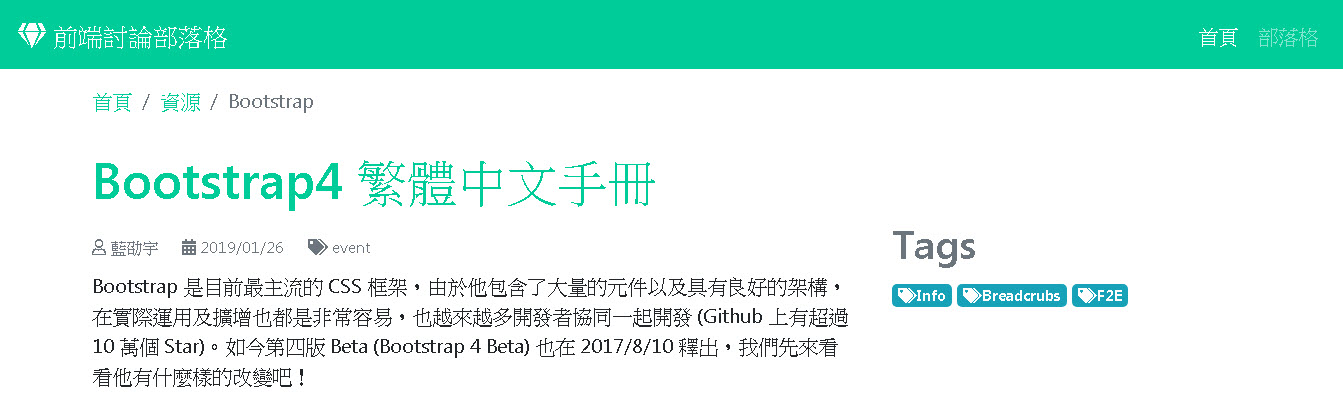 前端討論部落格
首頁 部落格
首頁 / 資源 / Bootstrap
Bootstrap4 繁體中文手冊
藍劭宇 2019/01/26 event
Bootstrap 是目前最主流的 CSS 框架，由於他包含了大量的元件以及具有良好的架構，
在實際運用及擴增也都是非常容易，也越來越多開發者協同一起開發 (Github 上有超過
10 萬個 Star)。如今第四版 Beta (Bootstrap 4 Beta) 也在 2017/8/10 釋出，我們先來看
看他有什麼樣的改變吧！
Tags
Info Breadcrubs F2E